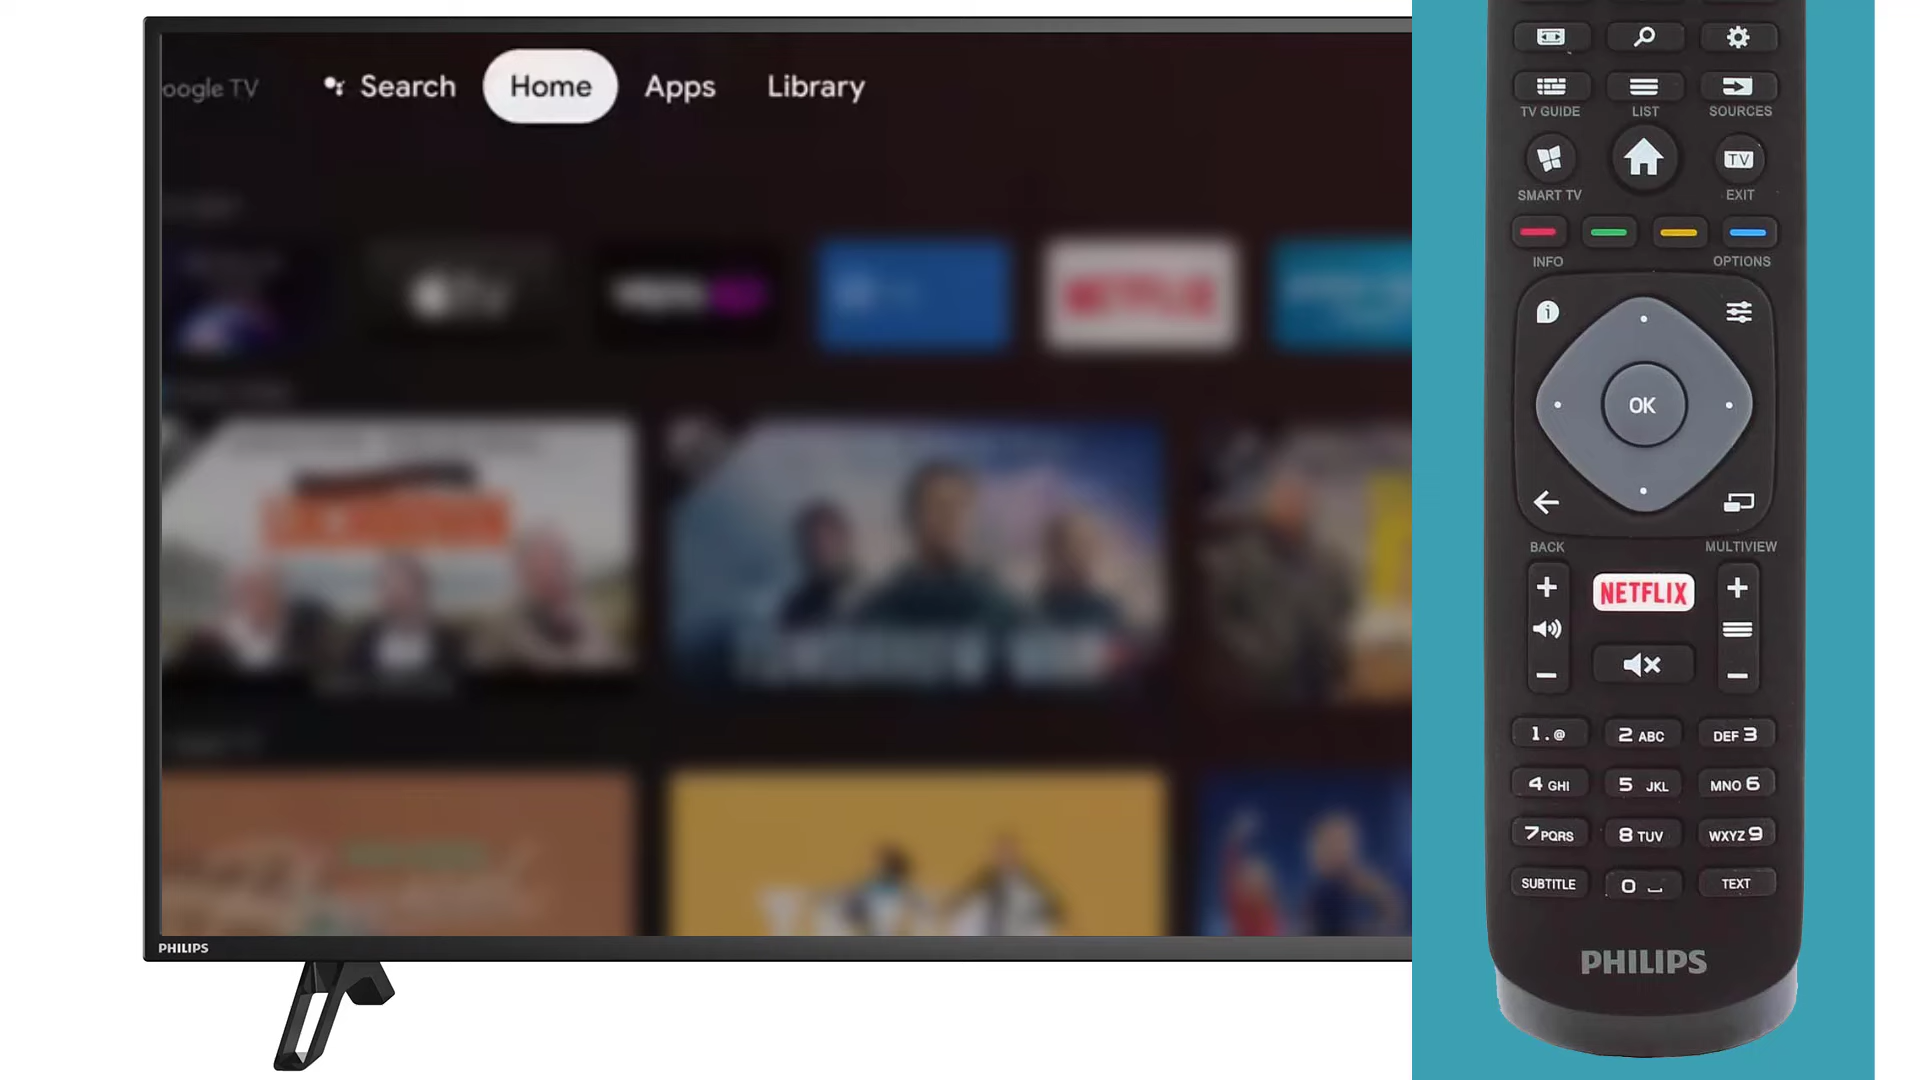 oogle TV
Search
Home
Apps
Library
tv
NETFLIX
PHILIPS
TV GUIDE
LIST
SOURCES
SMART TV
TV
EXIT
INFO
OPTIONS
OK
BACK
MULTIVIEW
NETFLIX
1 . @
2 ABC
DEF 3
4 GHI
5 JKL
MNO 6
7 PQRS
8 TUV
WXYZ 9
SUBTITLE
0
TEXT
PHILIPS